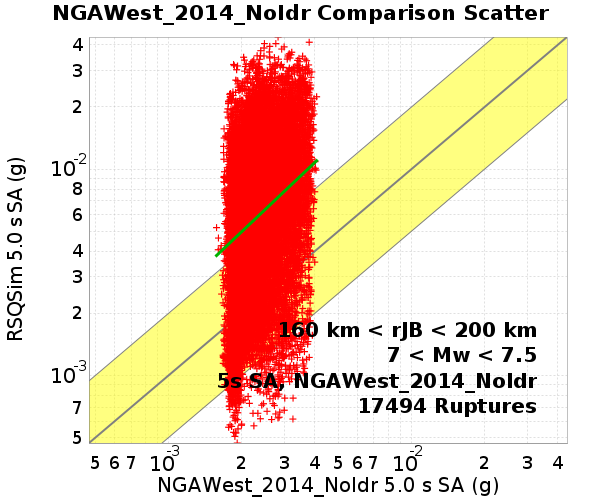 NGAWest_2014_NoIdr Comparison Scatter
RSQSim 5.0 s SA (g)
4
3
2
10-2
8
6
4
3
2
10-3
7
5
160 km < rJB < 200 km
7 < Mw < 7.5
5s SA, NGAWest_2014_NoIdr
17494 Ruptures
5 6 7 10-3 2 3 4 5 6 7 10-2 2 3 4
NGAWest_2014_NoIdr 5.0 s SA (g)